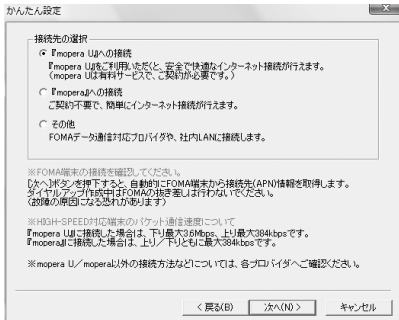 かんたん設定
接続先の選択
『mopera U』への接続
『mopera U』をご利用いただくと、安全で快適なインターネット接続が行えます。
(mopera Uは有料サービスで、ご契約が必要です。)
『mopera』への接続
ご契約不要で、簡単にインターネット接続が行えます。
その他
FOMAデータ通信対応プロバイダや、社内LANに接続します。
※FOMA端末の接続を確認してください。
[次へ]ボタンを押下すると、自動的にFOMA端末から接続先(APN)情報を取得します。
ダイヤルアップ作成中はFOMAの抜き差しは行わないでください。
(故障の原因になる恐れがあります)
※HIGH-SPEED対応端末のパケット通信速度について
『mopera U』に接続した場合は、下り最大3.6Mbps、上り最大384kbpsです。
『mopera』に接続した場合は、上り/下りともに最大384kbpsです。
※mopera U/mopera以外の接続方法などについては、各プロバイダへご確認ください。
< 戻る(B)
次へ(N) >
キャンセル